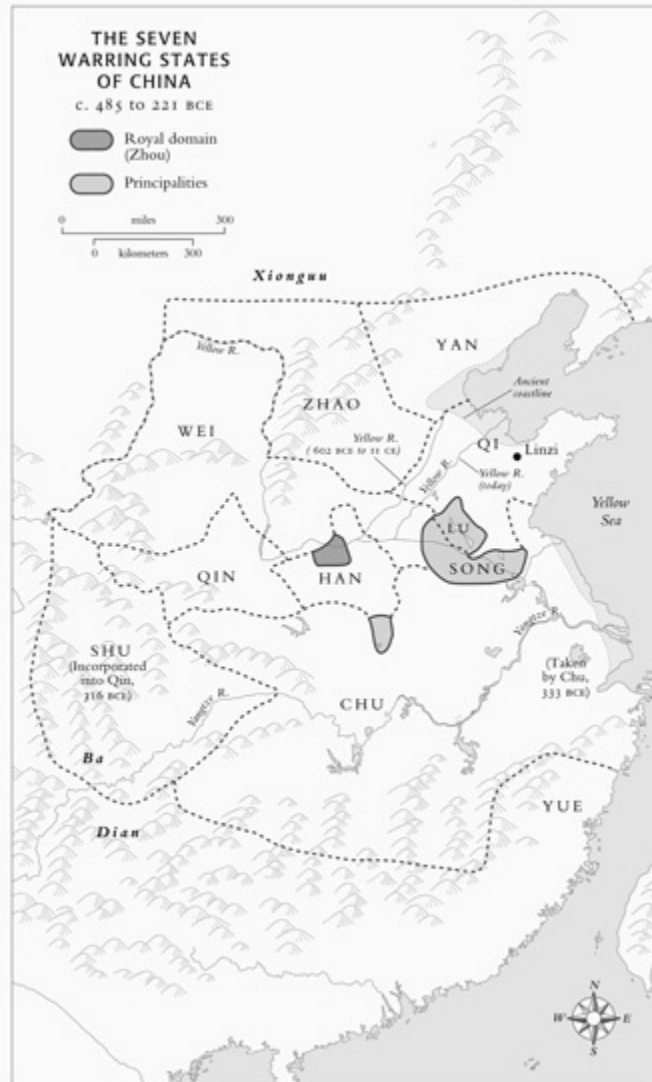 THE SEVEN
WARRING STATES
OF CHINA
c. 485 to 221 BCE
Royal domain
(Zhou)
Principalities
0 miles 300
0 kilometers 300
Xiongnu
YAN
Yellow R.
Ancient
coastline
ZHAO
WEI
Yellow R.
(602 BCE to 11 CE)
QI
Linzi
Yellow R.
Yellow R.
(today)
Yellow
Sea
LU
QIN
HAN
SONG
Yangtze R.
SHU
(Incorporated
into Qin,
316 BCE)
(Taken
by Chu,
333 BCE)
Yangtze R.
CHU
Ba
YUE
Dian
N
W E
S